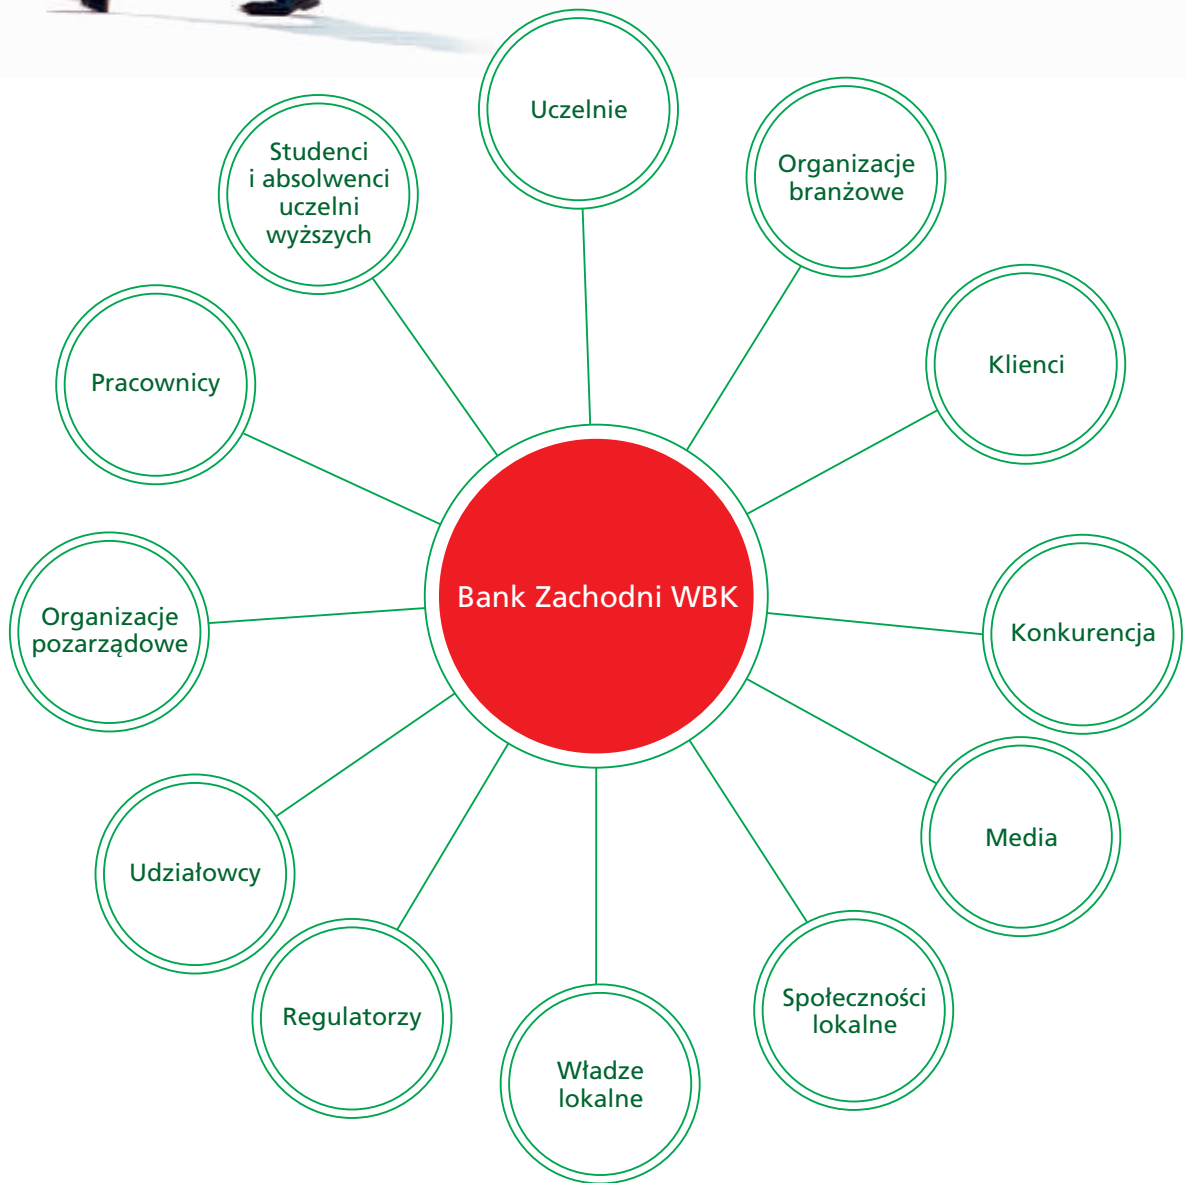 Uczelnie
Organizacje
branżowe
Studenci
i absolwenci
uczelni
wyższych
Klienci
Pracownicy
Bank Zachodni WBK
Organizacje
pozarządowe
Konkurencja
Media
Udziałowcy
Społeczności
lokalne
Regulatorzy
Władze
lokalne